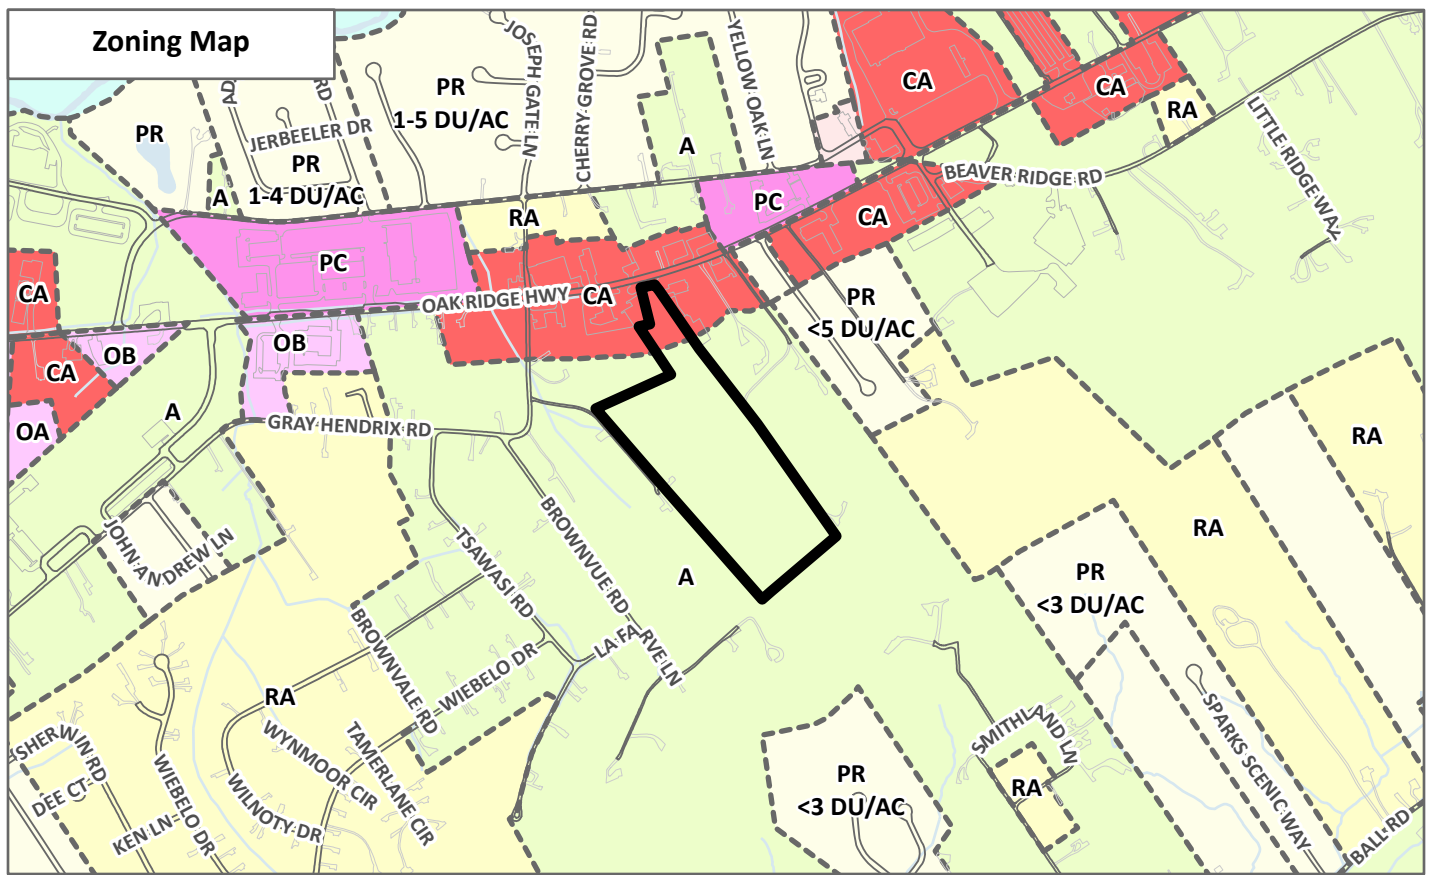 Zoning Map
JOSEPH GATE LN
CHERRY GROVE RD
YELLOW OAK LN
AD
RD
PR
1-5 DU/AC
CA
CA
RA
LITTLE RIDGE WAY
PR
JERBEELER DR
PR
1-4 DU/AC
A
A
BEAVER RIDGE RD
PC
CA
RA
PC
CA
CA
OAK RIDGE HWY
PR
<5 DU/AC
OB
OB
CA
A
OA
GRAY HENDRIX RD
RA
RA
JOHN ANDREW LN
TSAWASI RD
BROWNVUE RD
A
PR
<3 DU/AC
BROWNVALE RD
LA FARVE LN
WIEBELO DR
RA
SHERWIN RD
WYNMOOR CIR
TAMERLANE CIR
SMITHLAND LN
SPARKS SCENIC WAY
DEE CT
WIEBELO DR
WILNOTY DR
KEN LN
PR
<3 DU/AC
RA
BALL RD